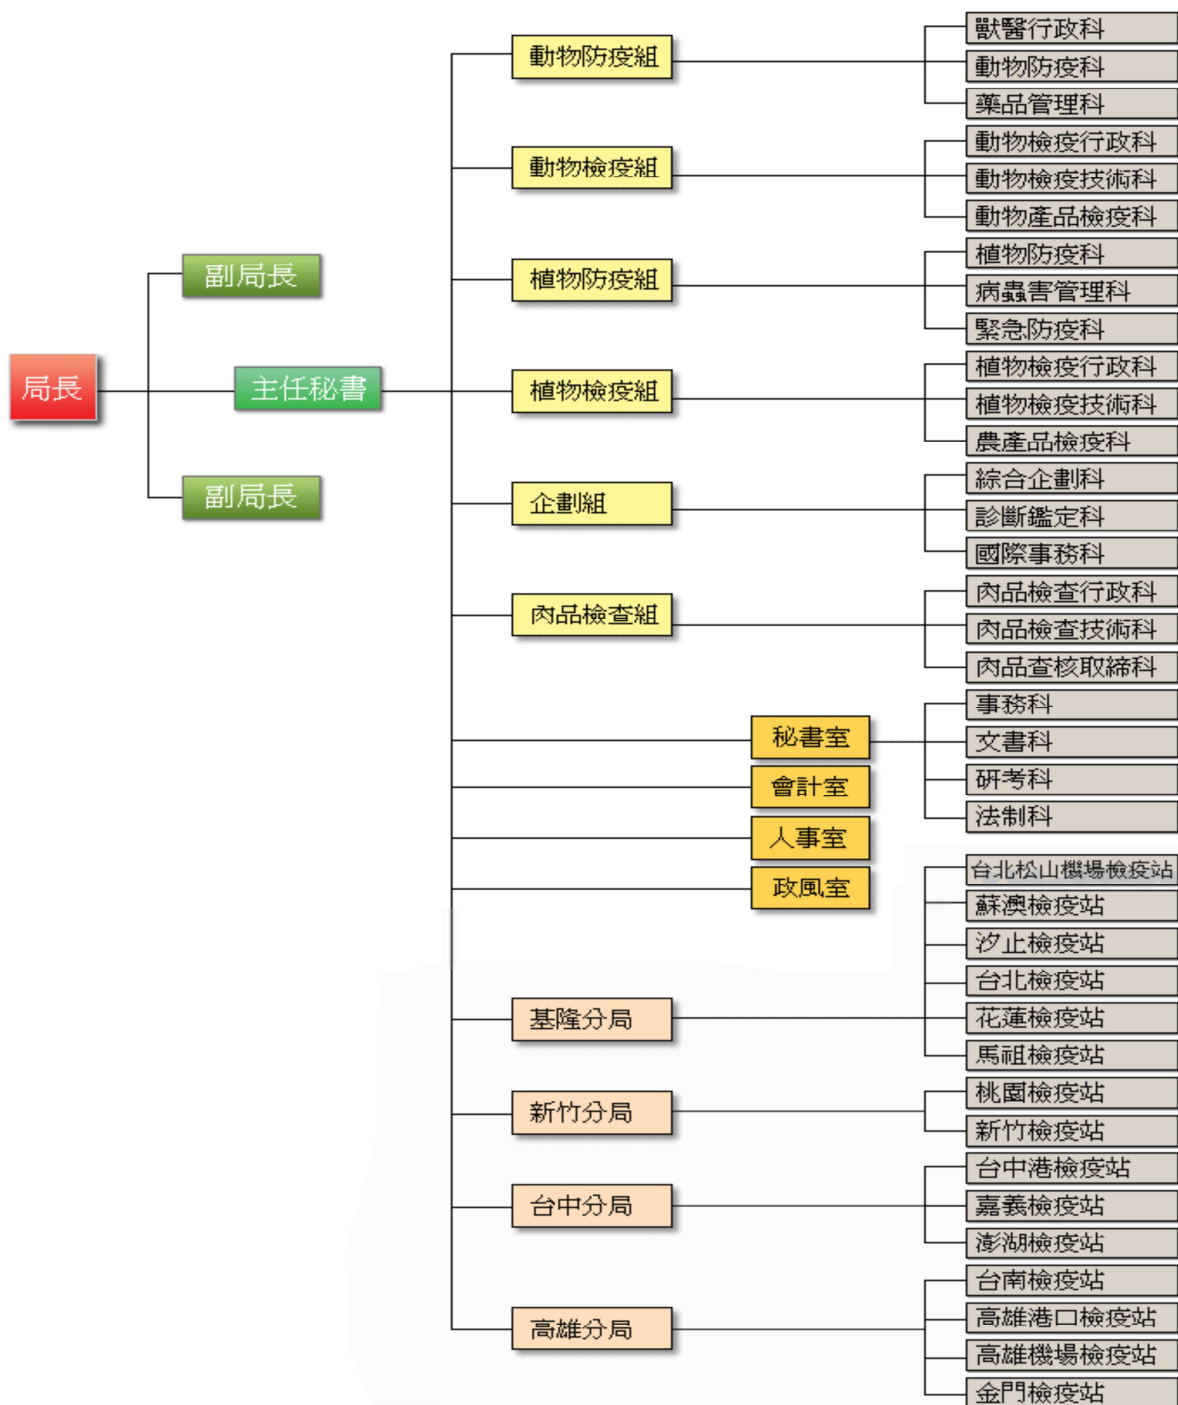 局長
副局長
主任秘書
副局長
動物防疫組
獸醫行政科
動物防疫科
藥品管理科
動物檢疫組
動物檢疫行政科
動物檢疫技術科
動物產品檢疫科
植物防疫組
植物防疫科
病蟲害管理科
緊急防疫科
植物檢疫組
植物檢疫行政科
植物檢疫技術科
農產品檢疫科
企劃組
綜合企劃科
診斷鑑定科
國際事務科
肉品檢查組
肉品檢查行政科
肉品檢查技術科
肉品查核取締科
秘書室
事務科
文書科
研考科
法制科
會計室
人事室
政風室
基隆分局
台北松山機場檢疫站
蘇澳檢疫站
汐止檢疫站
台北檢疫站
花蓮檢疫站
馬祖檢疫站
新竹分局
桃園檢疫站
新竹檢疫站
台中分局
台中港檢疫站
嘉義檢疫站
澎湖檢疫站
高雄分局
台南檢疫站
高雄港口檢疫站
高雄機場檢疫站
金門檢疫站